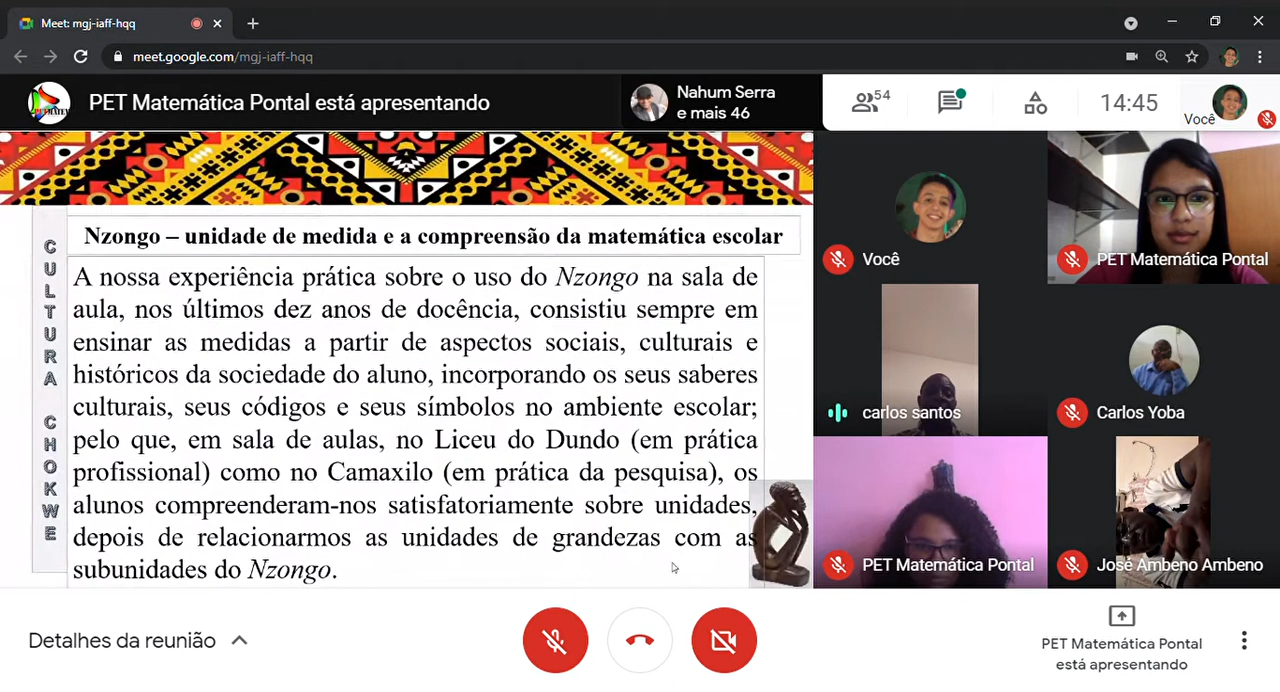 Meet: mgj-iaff-hqq
meet.google.com/mgj-iaff-hqq
PET Matemática Pontal está apresentando
Nahum Serra
e mais 46
54
14:45
Você
CULTURA CHOKWE
Nzongo – unidade de medida e a compreensão da matemática escolar
A nossa experiência prática sobre o uso do Nzongo na sala de
aula, nos últimos dez anos de docência, consistiu sempre em
ensinar as medidas a partir de aspectos sociais, culturais e
históricos da sociedade do aluno, incorporando os seus saberes
culturais, seus códigos e seus símbolos no ambiente escolar;
pelo que, em sala de aulas, no Liceu do Dundo (em prática
profissional) como no Camaxilo (em prática da pesquisa), os
alunos compreenderam-nos satisfatoriamente sobre unidades,
depois de relacionarmos as unidades de grandezas com as
subunidades do Nzongo.
Você
PET Matemática Pontal
carlos santos
Carlos Yoba
PET Matemática Pontal
José Ambeno Ambeno
Detalhes da reunião
PET Matemática Pontal
está apresentando